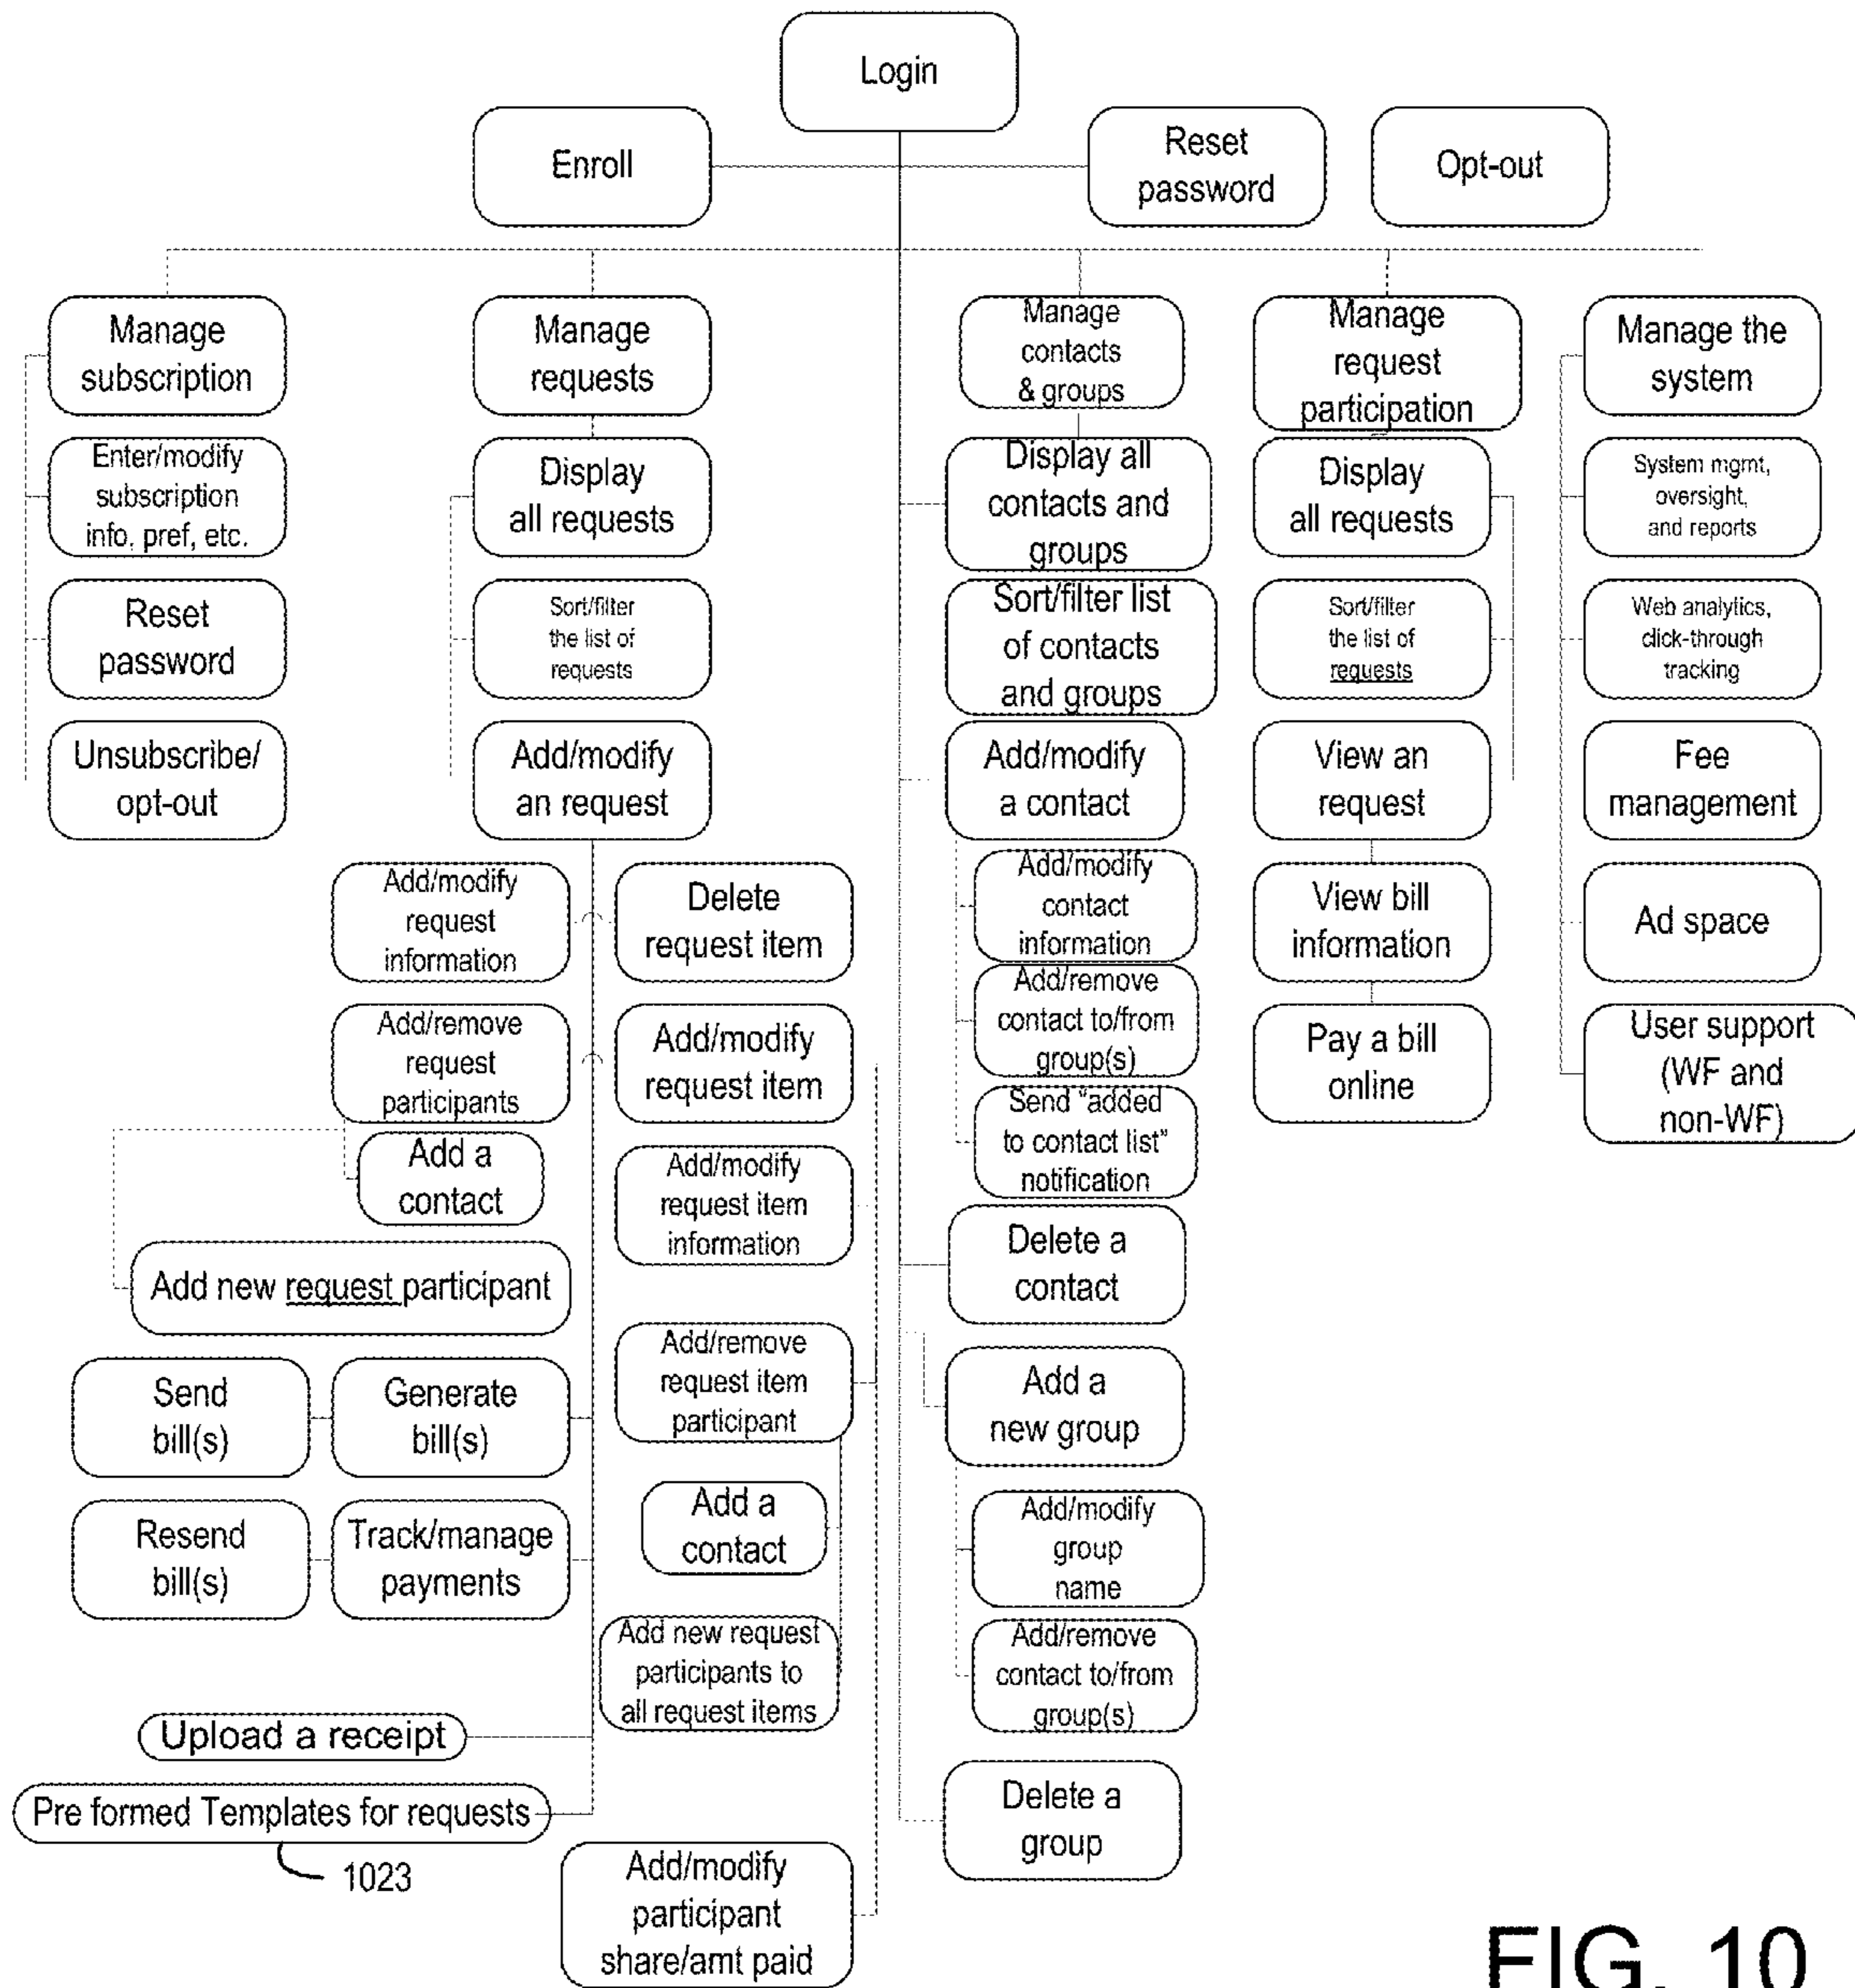 Login
Enroll
Reset
password
Opt-out
Manage
subscription
Enter/modify
subscription
info, pref, etc.
Reset
password
Unsubscribe/
opt-out
Manage
requests
Display
all requests
Sort/filter
the list of
requests
Add/modify
an request
Add/modify
request
information
Delete
request item
Add/remove
request
participants
Add a
contact
Add new request participant
Add/modify
request item
Add/modify
request item
information
Add/remove
request item
participant
Add a
contact
Add new request
participants to
all request items
Add/modify
participant
share/amt paid
Send
bill(s)
Generate
bill(s)
Resend
bill(s)
Track/manage
payments
Upload a receipt
Pre formed Templates for requests
1023
Manage
contacts
& groups
Display all
contacts and
groups
Sort/filter list
of contacts
and groups
Add/modify
a contact
Add/modify
contact
information
Add/remove
contact to/from
group(s)
Send "added
to contact list"
notification
Delete a
contact
Add a
new group
Add/modify
group
name
Add/remove
contact to/from
group(s)
Delete a
group
Manage
request
participation
Display
all requests
Sort/filter
the list of
requests
View an
request
View bill
information
Pay a bill
online
Manage the
system
System mgmt,
oversight,
and reports
Web analytics,
click-through
tracking
Fee
management
Ad space
User support
(WF and
non-WF)
FIG. 10